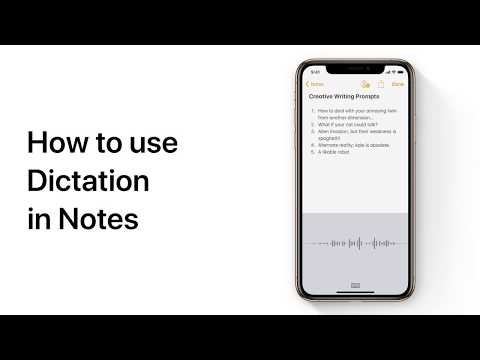 How to use
Dictation
in Notes
9:41
Notes
Done
Creative Writing Prompts
1. How to deal with your annoying twin
from another dimension...
2. What if your cat could talk?
3. Alien invasion, but their weakness is
spaghetti
4. Alternate reality, kale is obsolete.
5. A likable robot